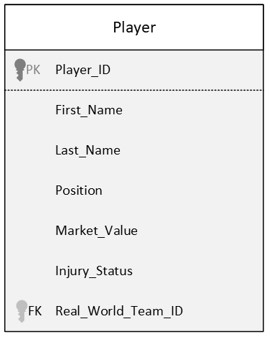 Player
PK Player_ID
First_Name
Last_Name
Position
Market_Value
Injury_Status
FK Real_World_Team_ID